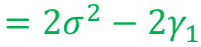 = 2σ² − 2γ₁